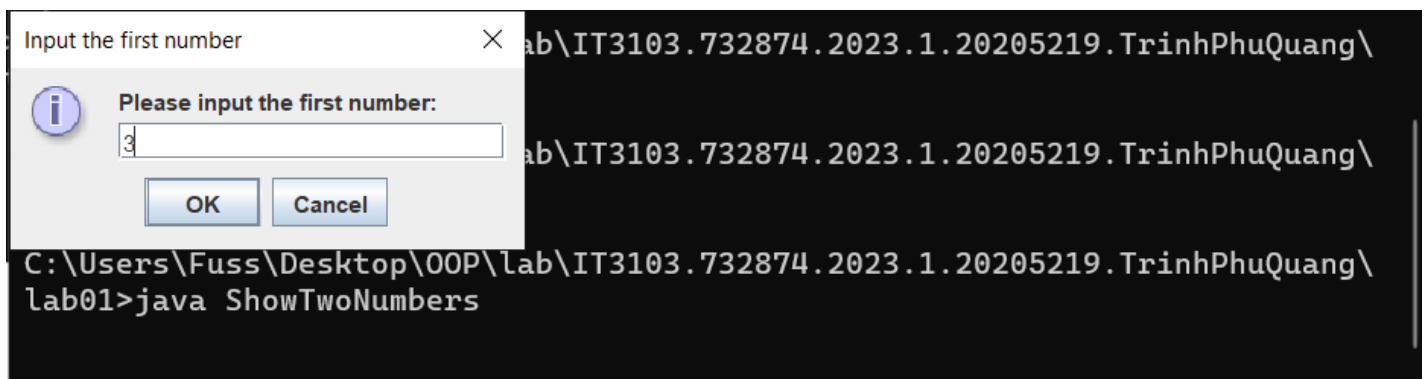 Input the first number
Please input the first number:
3
OK
Cancel
ab\IT3103.732874.2023.1.20205219.TrinhPhuQuang\
ab\IT3103.732874.2023.1.20205219.TrinhPhuQuang\
C:\Users\Fuss\Desktop\OOP\lab\IT3103.732874.2023.1.20205219.TrinhPhuQuang\
lab01>java ShowTwoNumbers